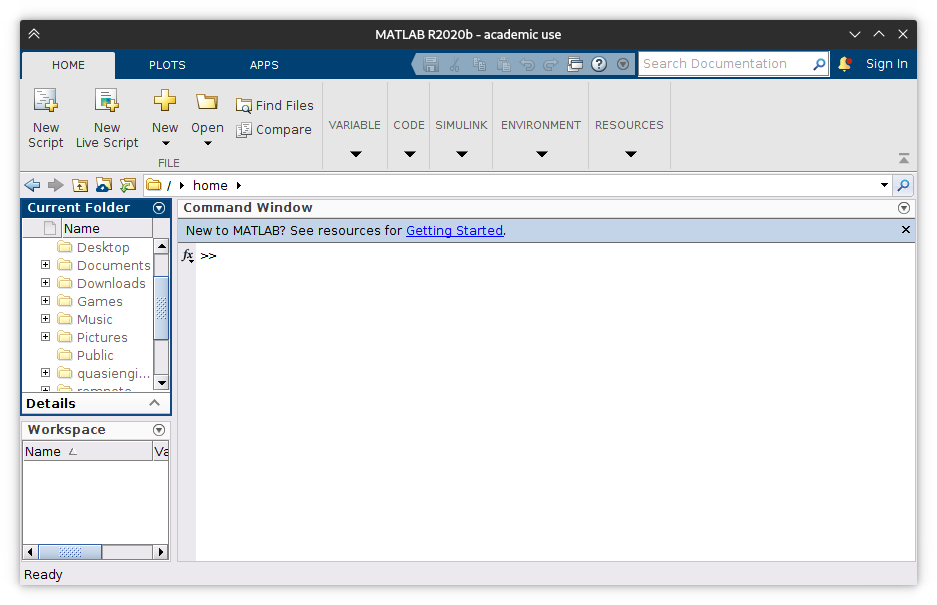 MATLAB R2020b - academic use
HOME PLOTS APPS
Search Documentation
Sign In
New Script
New Live Script
New
Open
Find Files
Compare
FILE
VARIABLE
CODE
SIMULINK
ENVIRONMENT
RESOURCES
/ home
Current Folder
Name
Desktop
Documents
Downloads
Games
Music
Pictures
Public
quasiengi...
Details
Workspace
Name Va
Command Window
New to MATLAB? See resources for Getting Started.
fx >>
Ready